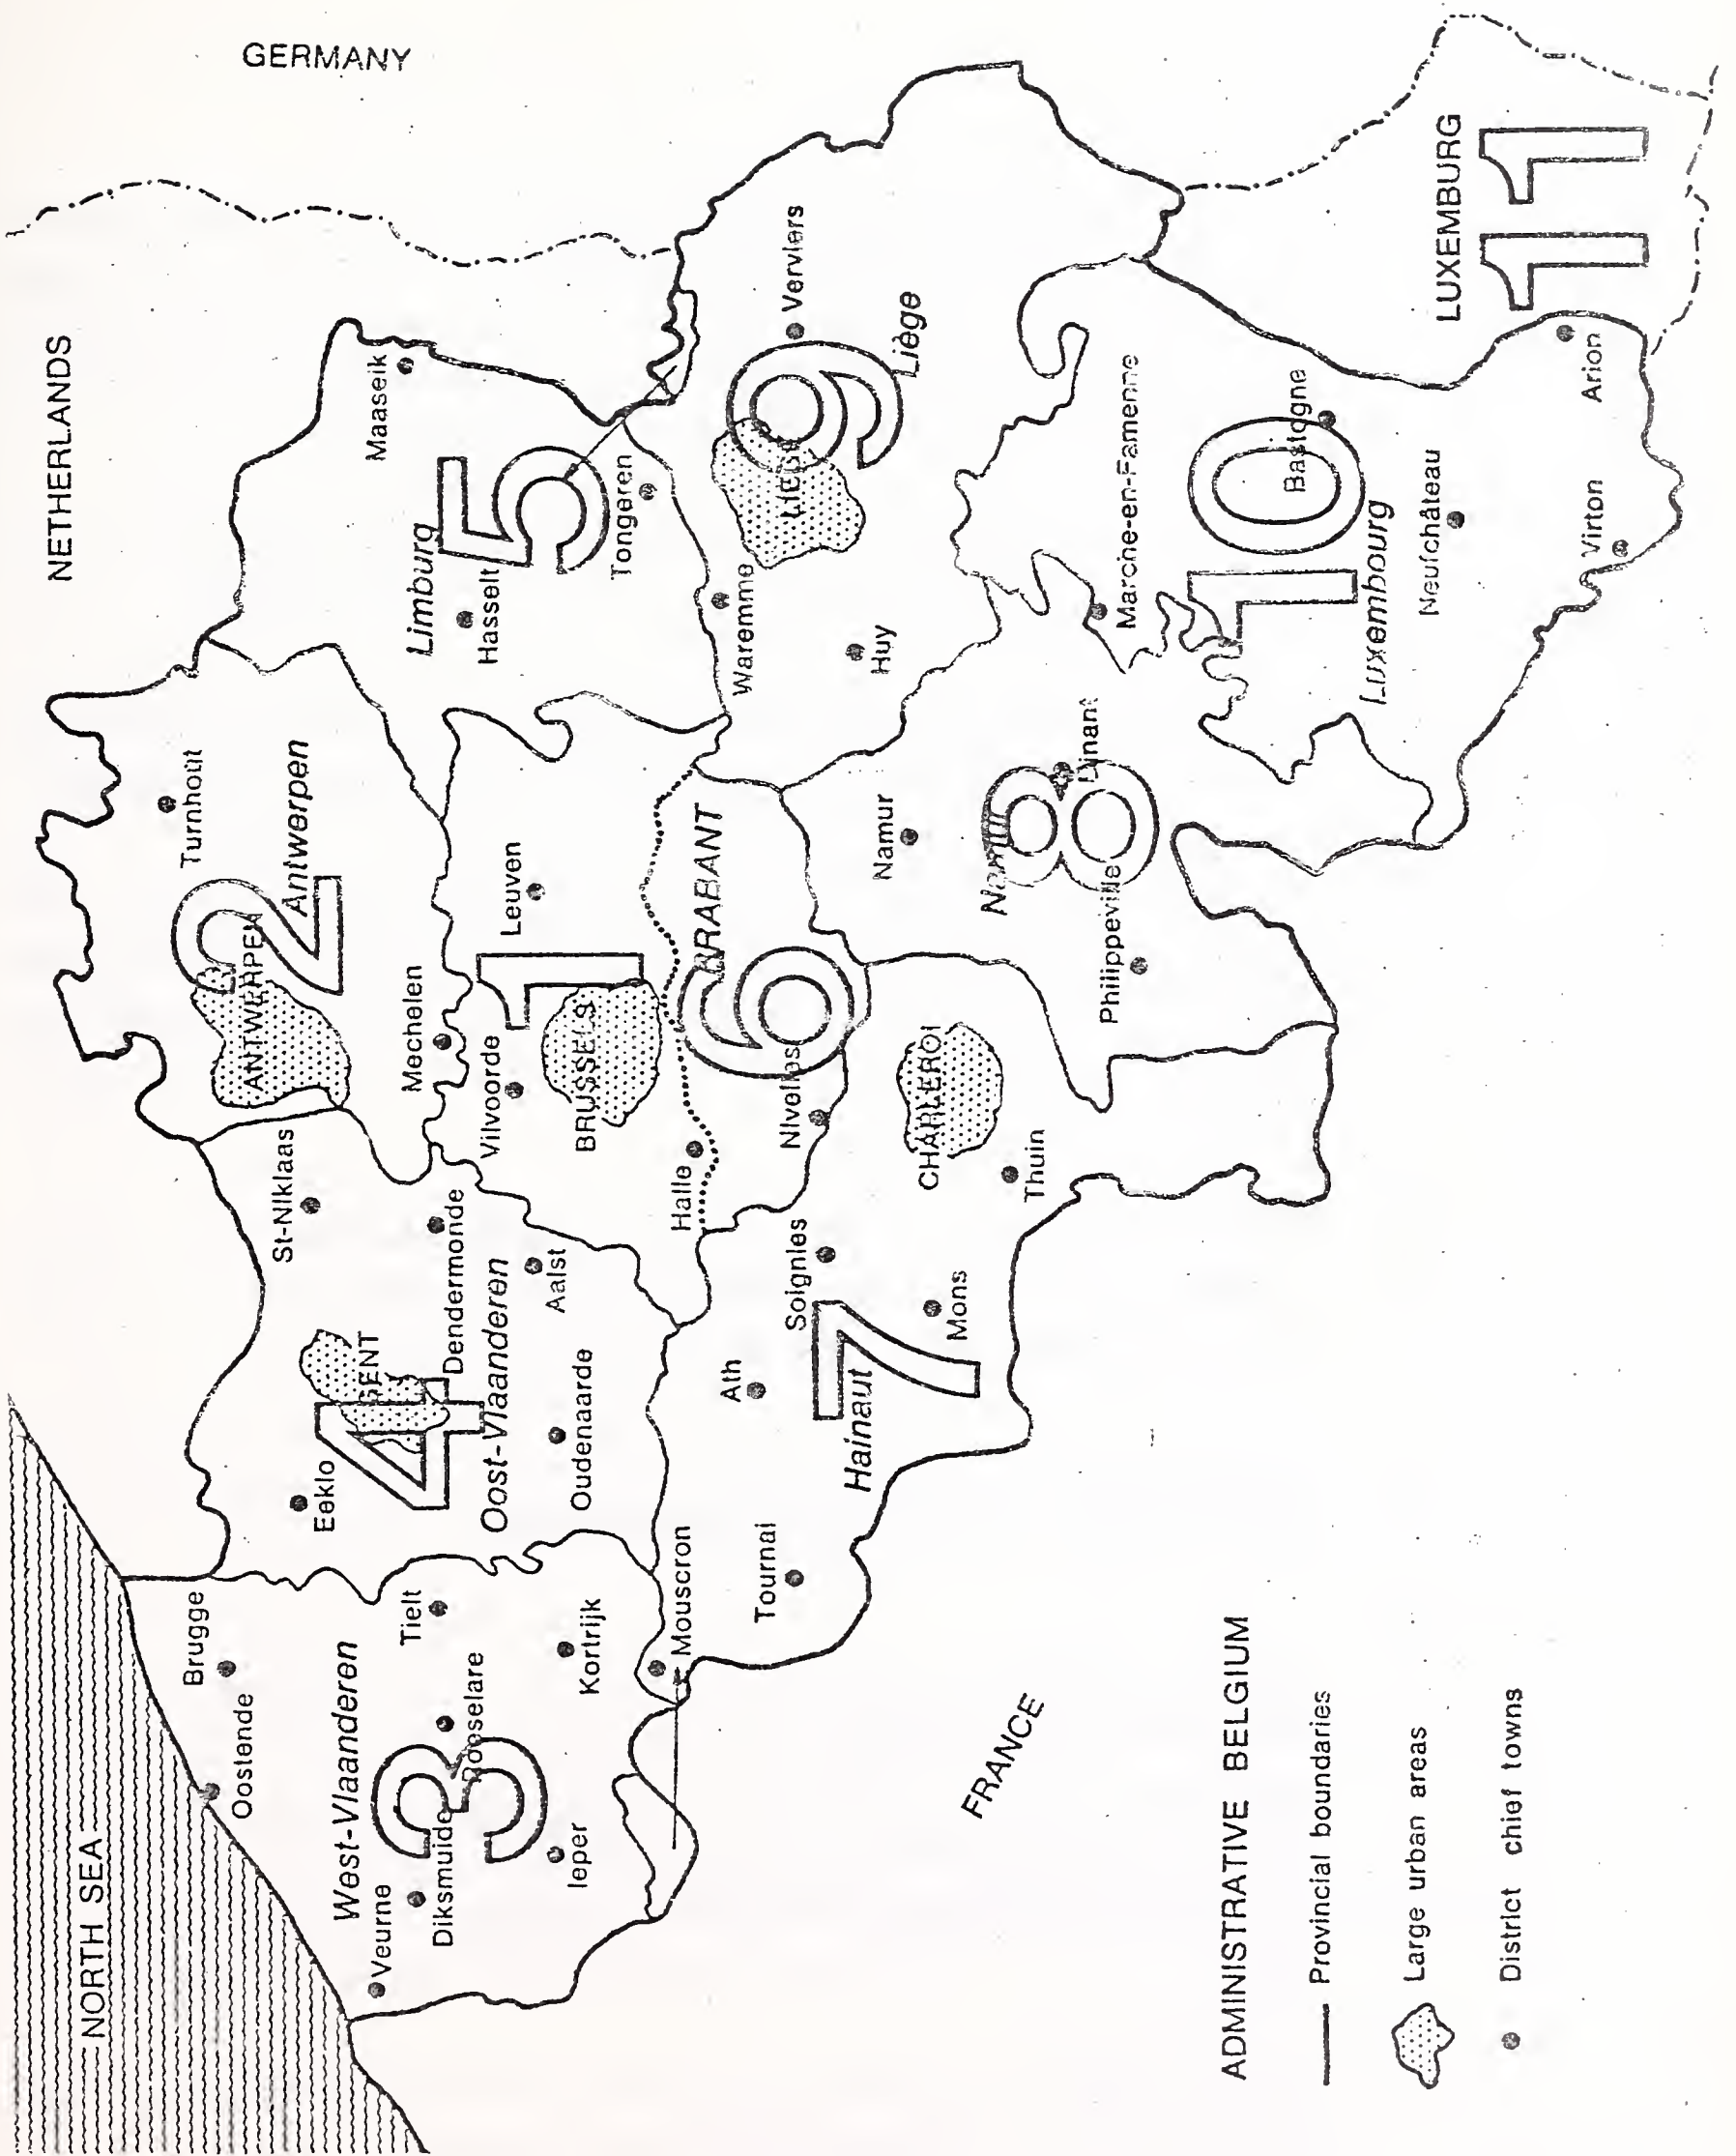 NORTH SEA
NETHERLANDS
GERMANY
FRANCE
LUXEMBURG
11
Brugge
Oostende
West-Vlaanderen
3
Veurne
Diksmuide
Roeselare
Tielt
Ieper
Kortrijk
Mouscron
Eeklo
GENT
4
St-Niklaas
Dendermonde
Oost-Vlaanderen
Aalst
Oudenaarde
Turnhout
2
ANTWERPEN
Antwerpen
Mechelen
Maaseik
Limburg
5
Hasselt
Tongeren
Leuven
1
Vilvoorde
BRUSSELS
Halle
BRABANT
6
Nivelles
Tournai
Ath
Hainaut
7
Soignies
Mons
CHARLEROI
Thuin
Namur
Namur
8
Dinant
Philippeville
Waremme
LIEGE
9
Verviers
Liège
Huy
Marche-en-Famenne
10
Bastogne
Luxembourg
Neufchâteau
Arlon
Virton
ADMINISTRATIVE BELGIUM
Provincial boundaries
Large urban areas
District chief towns